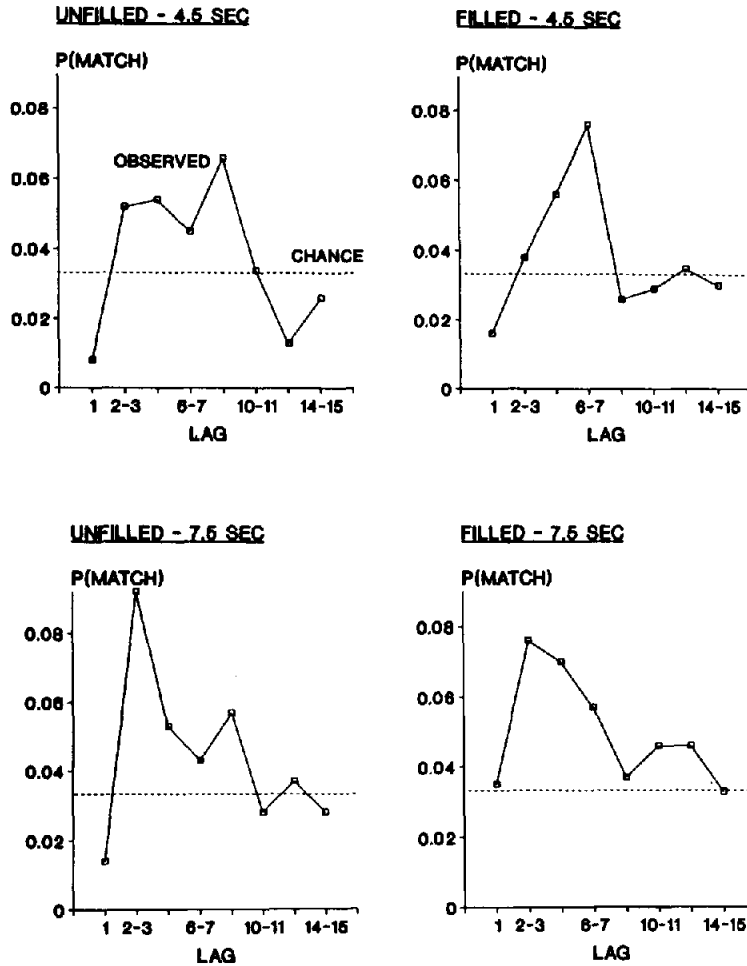 UNFILLED - 4.5 SEC
P(MATCH)
0.08
0.06
0.04
0.02
0
OBSERVED
CHANCE
1 2-3 6-7 10-11 14-15
LAG
FILLED - 4.5 SEC
P(MATCH)
0.08
0.06
0.04
0.02
0
1 2-3 6-7 10-11 14-15
LAG
UNFILLED - 7.5 SEC
P(MATCH)
0.08
0.06
0.04
0.02
0
1 2-3 6-7 10-11 14-15
LAG
FILLED - 7.5 SEC
P(MATCH)
0.08
0.06
0.04
0.02
0
1 2-3 6-7 10-11 14-15
LAG